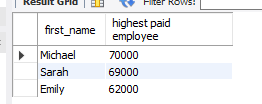 Result Grid Filter Rows:
first_name highest paid
employee
Michael 70000
Sarah 69000
Emily 62000